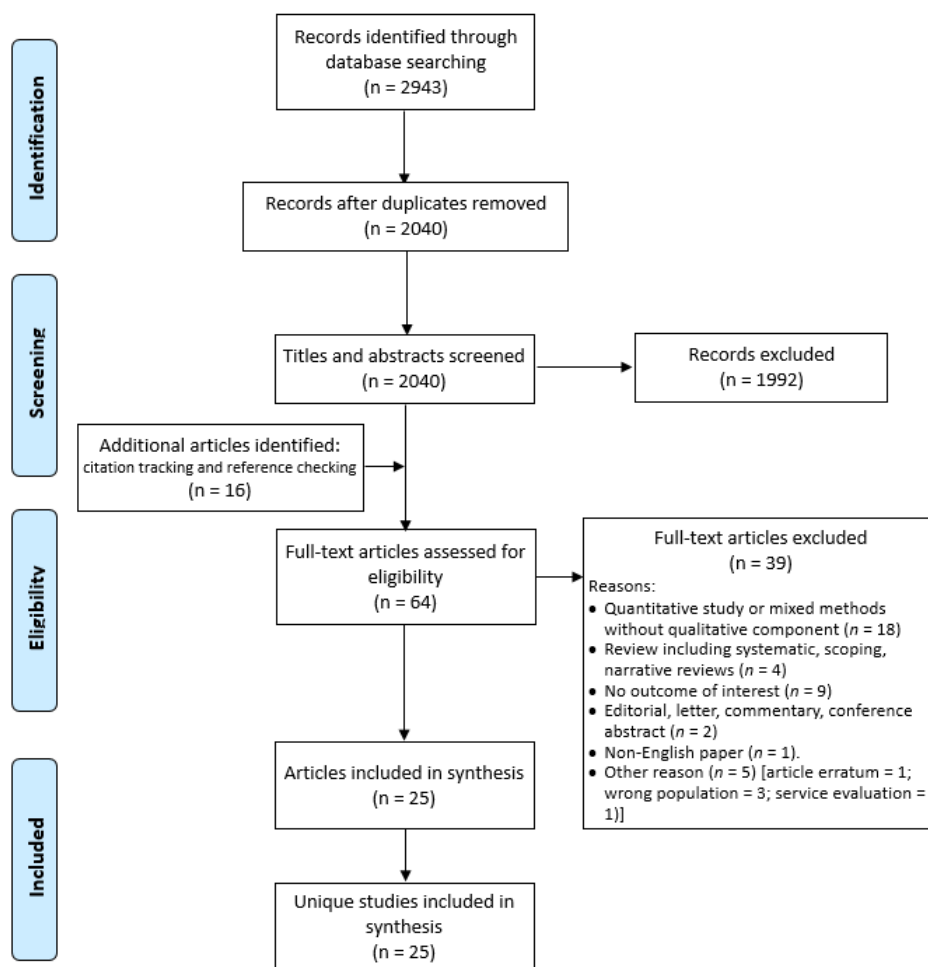 Identification
Records identified through
database searching
(n = 2943)
Records after duplicates removed
(n = 2040)
Screening
Titles and abstracts screened
(n = 2040)
Records excluded
(n = 1992)
Additional articles identified:
citation tracking and reference checking
(n = 16)
Eligibility
Full-text articles assessed for
eligibility
(n = 64)
Full-text articles excluded
(n = 39)
Reasons:
• Quantitative study or mixed methods
without qualitative component (n = 18)
• Review including systematic, scoping,
narrative reviews (n = 4)
• No outcome of interest (n = 9)
• Editorial, letter, commentary, conference
abstract (n = 2)
• Non-English paper (n = 1).
• Other reason (n = 5) [article erratum = 1;
wrong population = 3; service evaluation =
1)]
Included
Articles included in synthesis
(n = 25)
Unique studies included in
synthesis
(n = 25)